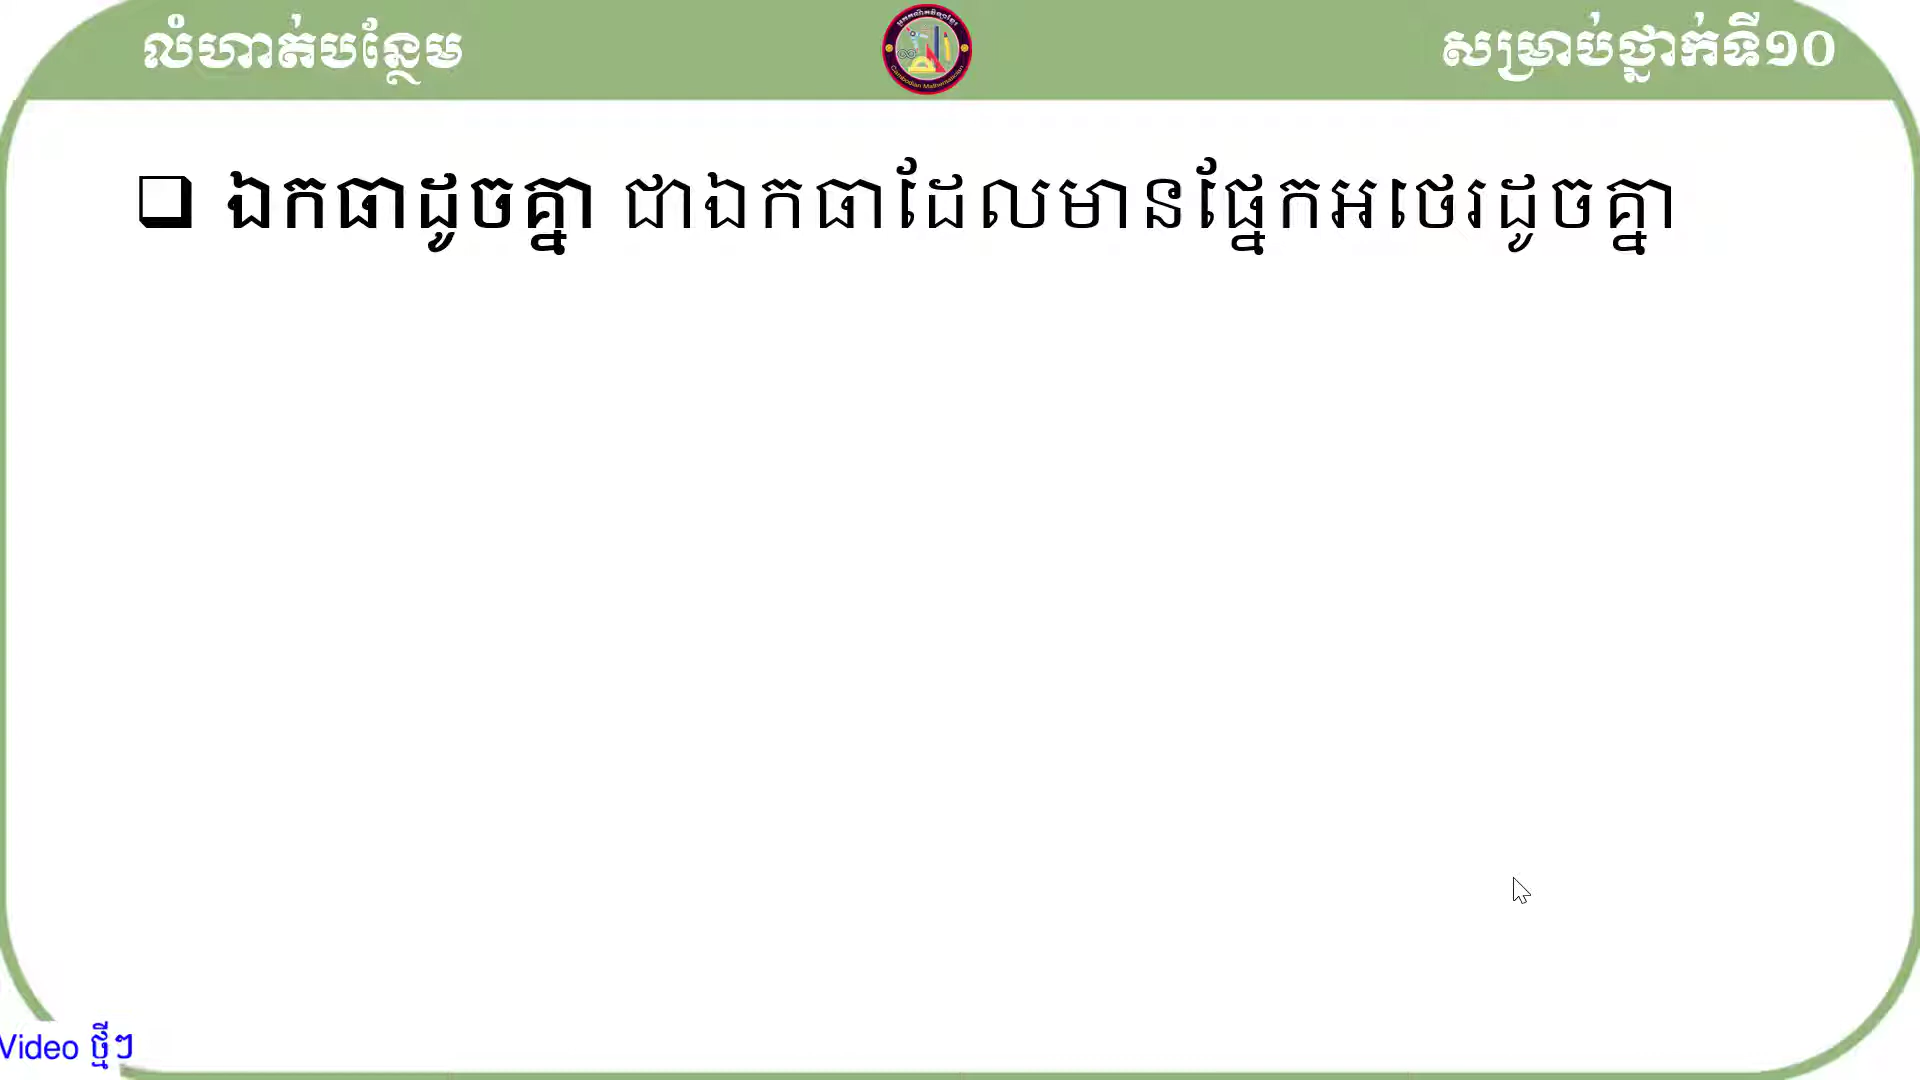 លំហាត់បន្ថែម
សម្រាប់ថ្នាក់ទី១០
Cambodian Mathematician
ឯកធាដូចគ្នា ជាឯកធាដែលមានផ្នែកអថេរដូចគ្នា
Video ថ្មីៗ